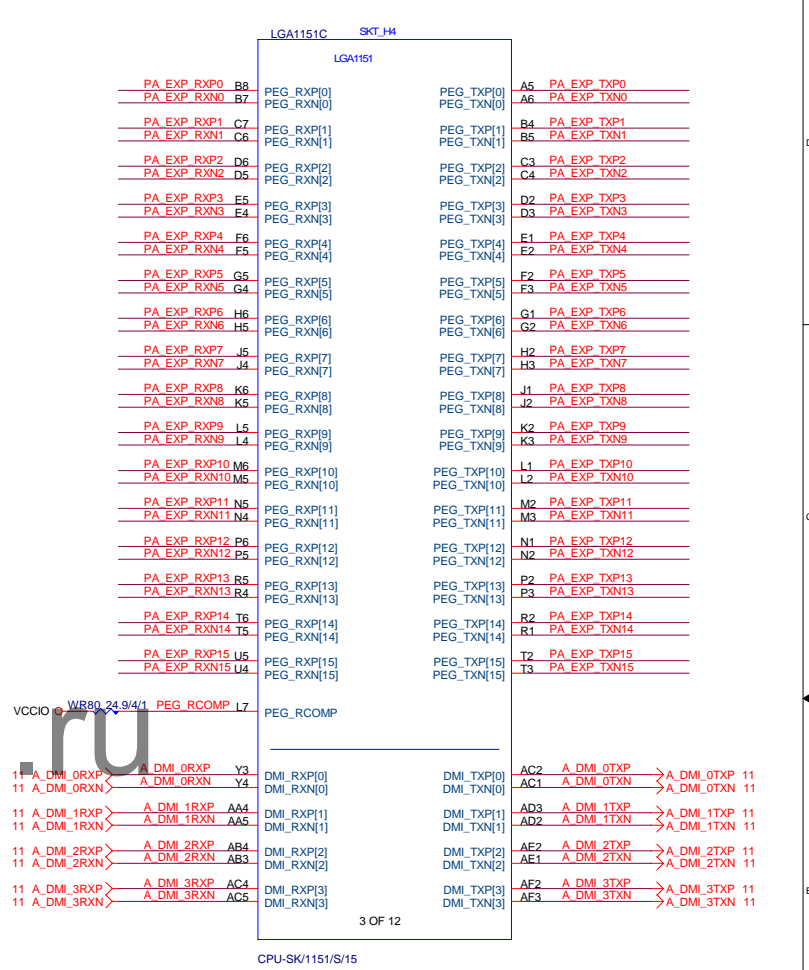 LGA1151C SKT_H4
LGA1151
PA_EXP_RXP0 B8 PEG_RXP[0] PEG_TXP[0] A5 PA_EXP_TXP0
PA_EXP_RXN0 B7 PEG_RXN[0] PEG_TXN[0] A6 PA_EXP_TXN0
PA_EXP_RXP1 C7 PEG_RXP[1] PEG_TXP[1] B4 PA_EXP_TXP1
PA_EXP_RXN1 C6 PEG_RXN[1] PEG_TXN[1] B5 PA_EXP_TXN1
PA_EXP_RXP2 D6 PEG_RXP[2] PEG_TXP[2] C3 PA_EXP_TXP2
PA_EXP_RXN2 D5 PEG_RXN[2] PEG_TXN[2] C4 PA_EXP_TXN2
PA_EXP_RXP3 E5 PEG_RXP[3] PEG_TXP[3] D2 PA_EXP_TXP3
PA_EXP_RXN3 E4 PEG_RXN[3] PEG_TXN[3] D3 PA_EXP_TXN3
PA_EXP_RXP4 F6 PEG_RXP[4] PEG_TXP[4] E1 PA_EXP_TXP4
PA_EXP_RXN4 F5 PEG_RXN[4] PEG_TXN[4] E2 PA_EXP_TXN4
PA_EXP_RXP5 G5 PEG_RXP[5] PEG_TXP[5] F2 PA_EXP_TXP5
PA_EXP_RXN5 G4 PEG_RXN[5] PEG_TXN[5] F3 PA_EXP_TXN5
PA_EXP_RXP6 H6 PEG_RXP[6] PEG_TXP[6] G1 PA_EXP_TXP6
PA_EXP_RXN6 H5 PEG_RXN[6] PEG_TXN[6] G2 PA_EXP_TXN6
PA_EXP_RXP7 J5 PEG_RXP[7] PEG_TXP[7] H2 PA_EXP_TXP7
PA_EXP_RXN7 J4 PEG_RXN[7] PEG_TXN[7] H3 PA_EXP_TXN7
PA_EXP_RXP8 K6 PEG_RXP[8] PEG_TXP[8] J1 PA_EXP_TXP8
PA_EXP_RXN8 K5 PEG_RXN[8] PEG_TXN[8] J2 PA_EXP_TXN8
PA_EXP_RXP9 L5 PEG_RXP[9] PEG_TXP[9] K2 PA_EXP_TXP9
PA_EXP_RXN9 L4 PEG_RXN[9] PEG_TXN[9] K3 PA_EXP_TXN9
PA_EXP_RXP10 M6 PEG_RXP[10] PEG_TXP[10] L1 PA_EXP_TXP10
PA_EXP_RXN10 M5 PEG_RXN[10] PEG_TXN[10] L2 PA_EXP_TXN10
PA_EXP_RXP11 N5 PEG_RXP[11] PEG_TXP[11] M2 PA_EXP_TXP11
PA_EXP_RXN11 N4 PEG_RXN[11] PEG_TXN[11] M3 PA_EXP_TXN11
PA_EXP_RXP12 P6 PEG_RXP[12] PEG_TXP[12] N1 PA_EXP_TXP12
PA_EXP_RXN12 P5 PEG_RXN[12] PEG_TXN[12] N2 PA_EXP_TXN12
PA_EXP_RXP13 R5 PEG_RXP[13] PEG_TXP[13] P2 PA_EXP_TXP13
PA_EXP_RXN13 R4 PEG_RXN[13] PEG_TXN[13] P3 PA_EXP_TXN13
PA_EXP_RXP14 T6 PEG_RXP[14] PEG_TXP[14] R2 PA_EXP_TXP14
PA_EXP_RXN14 T5 PEG_RXN[14] PEG_TXN[14] R1 PA_EXP_TXN14
PA_EXP_RXP15 U5 PEG_RXP[15] PEG_TXP[15] T2 PA_EXP_TXP15
PA_EXP_RXN15 U4 PEG_RXN[15] PEG_TXN[15] T3 PA_EXP_TXN15
VCCIO WR80 24.9/4/1 PEG_RCOMP L7 PEG_RCOMP
.ru
11 A_DMI_0RXP A_DMI_0RXP Y3 DMI_RXP[0] DMI_TXP[0] AC2 A_DMI_0TXP A_DMI_0TXP 11
11 A_DMI_0RXN A_DMI_0RXN Y4 DMI_RXN[0] DMI_TXN[0] AC1 A_DMI_0TXN A_DMI_0TXN 11
11 A_DMI_1RXP A_DMI_1RXP AA4 DMI_RXP[1] DMI_TXP[1] AD3 A_DMI_1TXP A_DMI_1TXP 11
11 A_DMI_1RXN A_DMI_1RXN AA5 DMI_RXN[1] DMI_TXN[1] AD2 A_DMI_1TXN A_DMI_1TXN 11
11 A_DMI_2RXP A_DMI_2RXP AB4 DMI_RXP[2] DMI_TXP[2] AE2 A_DMI_2TXP A_DMI_2TXP 11
11 A_DMI_2RXN A_DMI_2RXN AB3 DMI_RXN[2] DMI_TXN[2] AE1 A_DMI_2TXN A_DMI_2TXN 11
11 A_DMI_3RXP A_DMI_3RXP AC4 DMI_RXP[3] DMI_TXP[3] AF2 A_DMI_3TXP A_DMI_3TXP 11
11 A_DMI_3RXN A_DMI_3RXN AC5 DMI_RXN[3] DMI_TXN[3] AF3 A_DMI_3TXN A_DMI_3TXN 11
3 OF 12
CPU-SK/1151/S/15